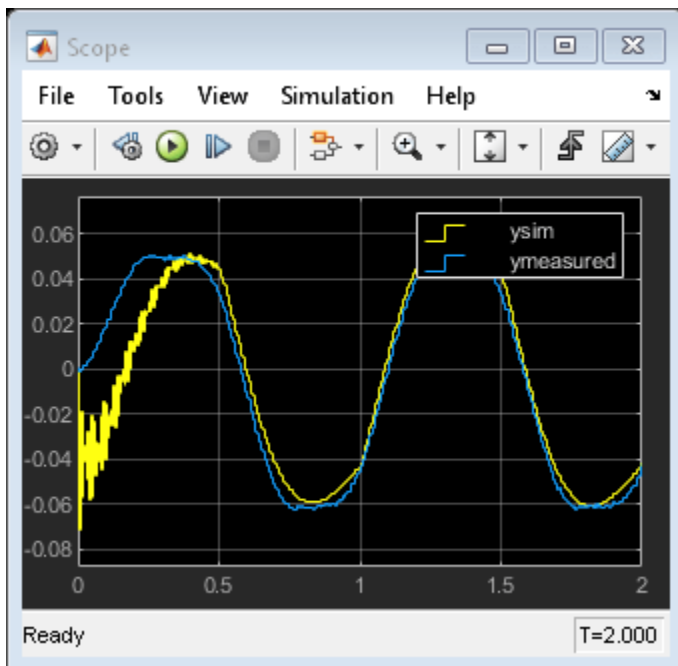 Scope
File Tools View Simulation Help
ysim
ymeasured
0.06
0.04
0.02
0
-0.02
-0.04
-0.06
-0.08
0 0.5 1 1.5 2
Ready T=2.000